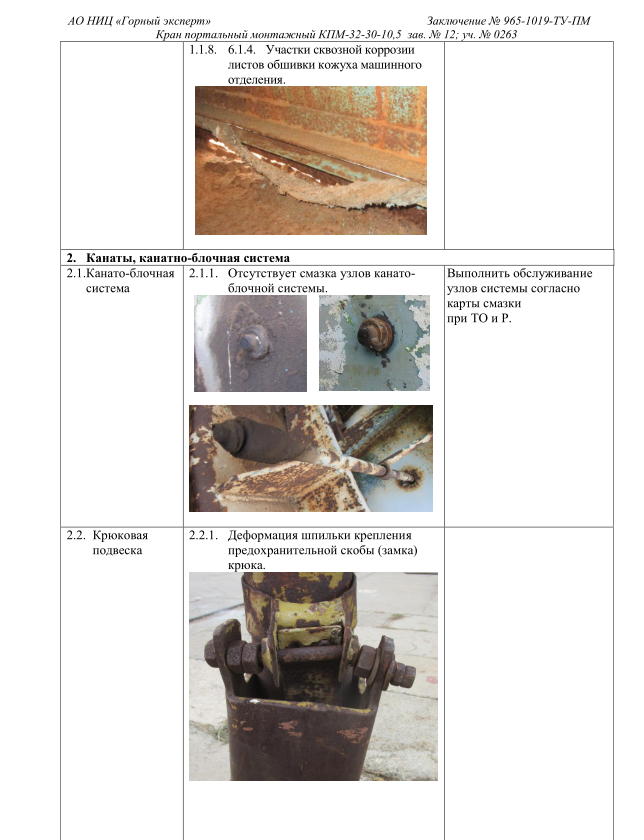 АО НИЦ «Горный эксперт» Заключение № 965-1019-ТУ-ПМ
Кран портальный монтажный КПМ-32-30-10,5 зав. № 12; уч. № 0263
1.1.8. 6.1.4. Участки сквозной коррозии
листов обшивки кожуха машинного
отделения.
2. Канаты, канатно-блочная система
2.1.Канато-блочная
система
2.1.1. Отсутствует смазка узлов канато-
блочной системы.
Выполнить обслуживание
узлов системы согласно
карты смазки
при ТО и Р.
2.2. Крюковая
подвеска
2.2.1. Деформация шпильки крепления
предохранительной скобы (замка)
крюка.